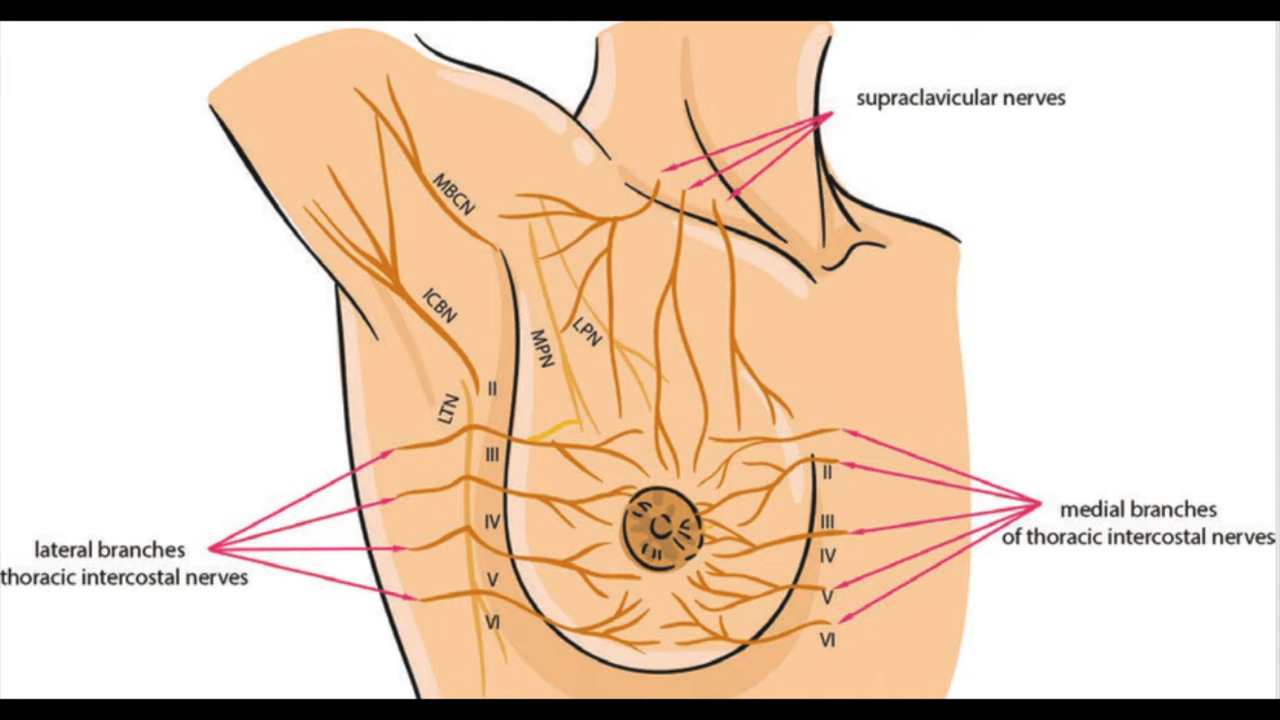 supraclavicular nerves
MBCN
ICBN
MPN
LPN
LTN
II
III
IV
V
VI
II
III
IV
V
VI
lateral branches
thoracic intercostal nerves
medial branches
of thoracic intercostal nerves